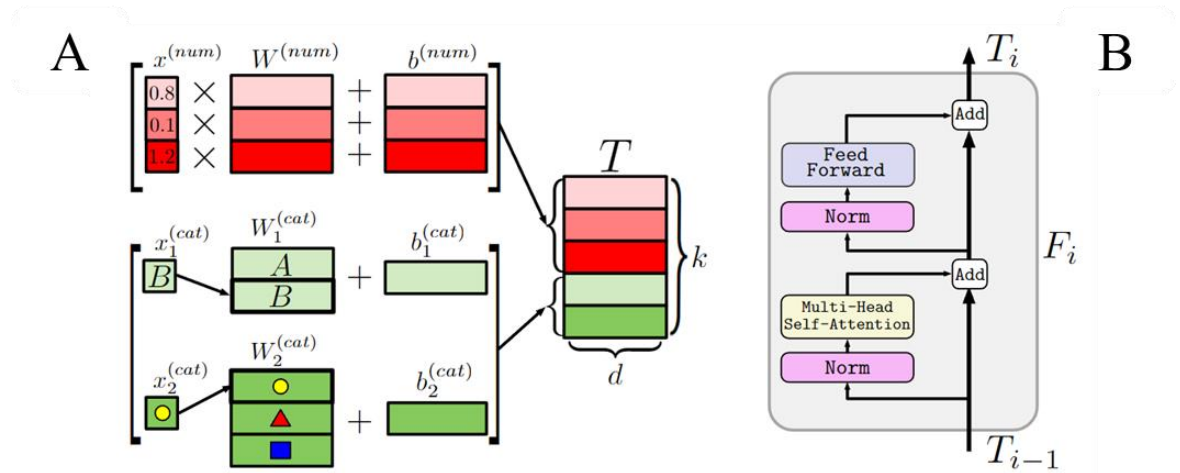 A
x^(num) W^(num) b^(num)
0.8 × +
0.1 × +
1.2 × +
T
k
d
x_1^(cat) W_1^(cat) b_1^(cat)
B A +
B
x_2^(cat) W_2^(cat) b_2^(cat)
+
B
T_i
Add
Feed
Forward
Norm
F_i
Add
Multi-Head
Self-Attention
Norm
T_{i-1}